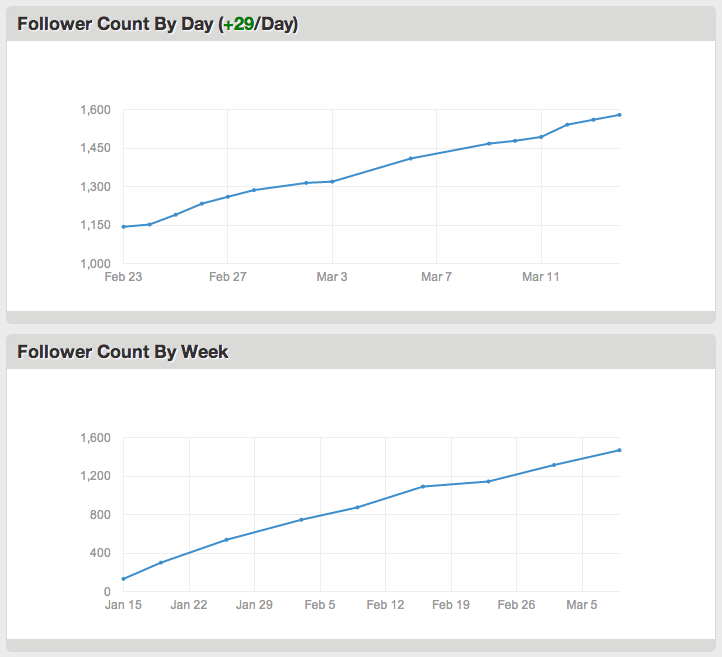 Follower Count By Day (+29/Day)
1,600
1,450
1,300
1,150
1,000
Feb 23 Feb 27 Mar 3 Mar 7 Mar 11
Follower Count By Week
1,600
1,200
800
400
0
Jan 15 Jan 22 Jan 29 Feb 5 Feb 12 Feb 19 Feb 26 Mar 5